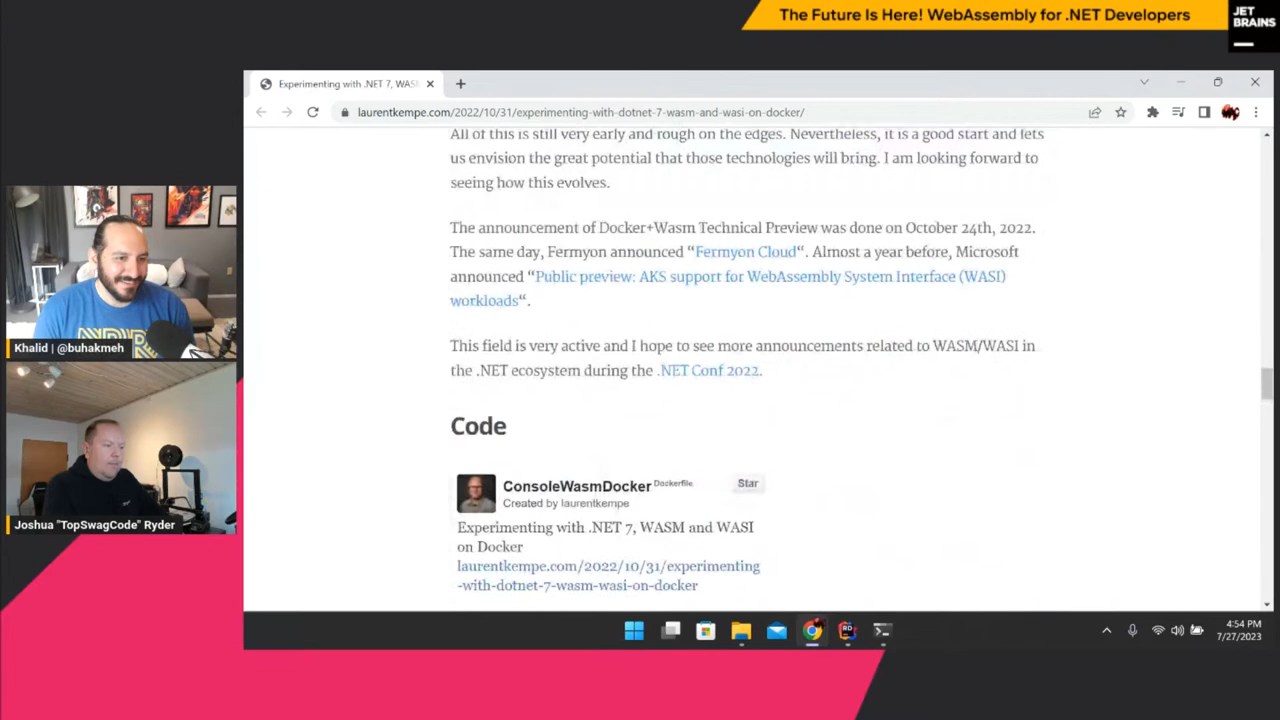 The Future Is Here! WebAssembly for .NET Developers
JET
BRAINS
Experimenting with .NET 7, WAS
laurentkempe.com/2022/10/31/experimenting-with-dotnet-7-wasm-and-wasi-on-docker/
All of this is still very early and rough on the edges. Nevertheless, it is a good start and lets
us envision the great potential that those technologies will bring. I am looking forward to
seeing how this evolves.
The announcement of Docker+Wasm Technical Preview was done on October 24th, 2022.
The same day, Fermyon announced “Fermyon Cloud“. Almost a year before, Microsoft
announced “Public preview: AKS support for WebAssembly System Interface (WASI)
workloads“.
This field is very active and I hope to see more announcements related to WASM/WASI in
the .NET ecosystem during the .NET Conf 2022.
Code
ConsoleWasmDocker Dockerfile Star
Created by laurentkempe
Experimenting with .NET 7, WASM and WASI
on Docker
laurentkempe.com/2022/10/31/experimenting
-with-dotnet-7-wasm-wasi-on-docker
Khalid | @buhakmeh
Joshua "TopSwagCode" Ryder
RD
4:54 PM
7/27/2023